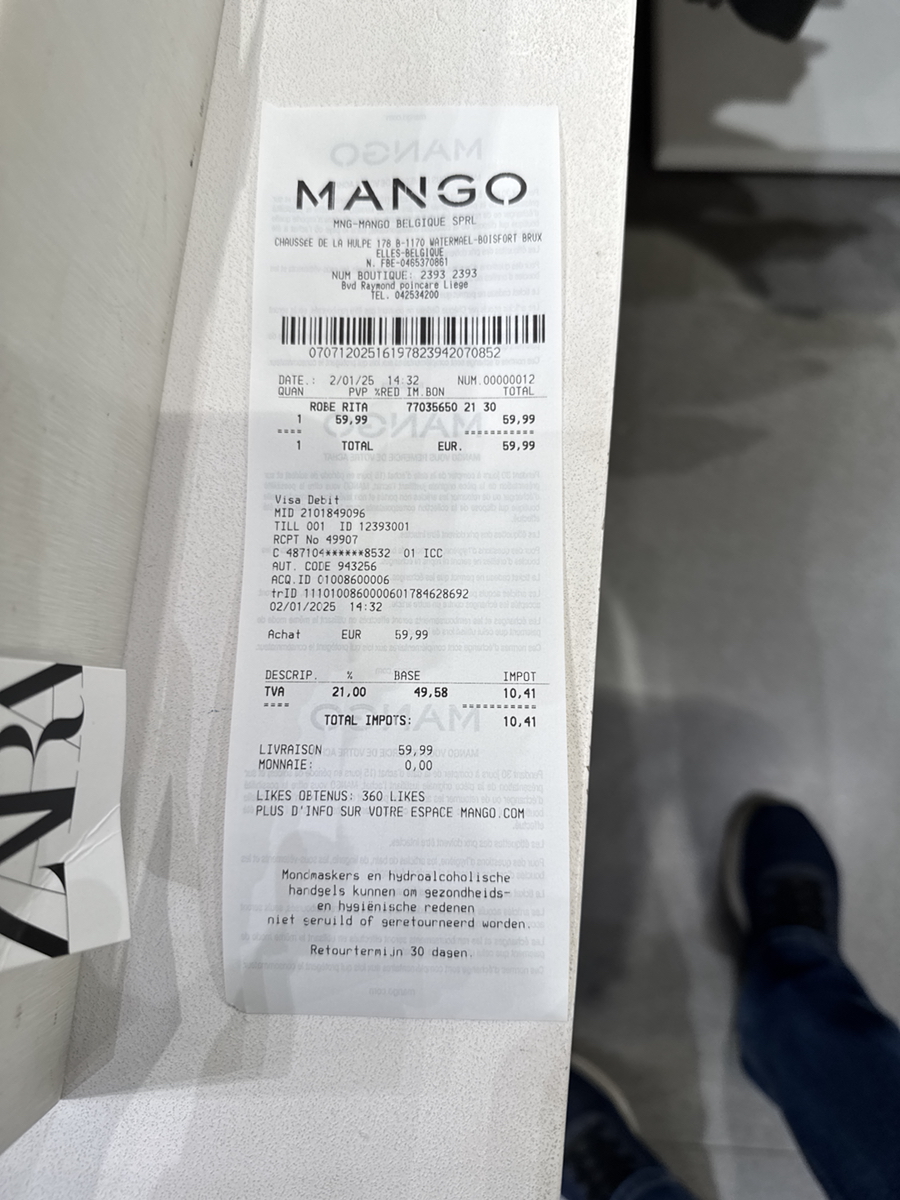 MANGO
MNG-MANGO BELGIQUE SPRL
CHAUSSéE DE LA HULPE 178 B-1170 WATERMAEL-BOISFORT BRUX
ELLES-BELGIQUE
N. FBE-0465370861
NUM BOUTIQUE: 2393 2393
Bvd Raymond poincare Liege
TEL. 042534200
07071202516197823942070852
DATE.: 2/01/25 14:32 NUM.00000012
QUAN PVP %RED IM.BON TOTAL
ROBE RITA 77035650 21 30
1 59,99 59,99
==== ===========
1 TOTAL EUR. 59,99
Visa Debit
MID 2101849096
TILL 001 ID 12393001
RCPT No 49907
C 487104******8532 01 ICC
AUT. CODE 943256
ACQ.ID 01008600006
trID 1110100860000601784628692
02/01/2025 14:32
Achat EUR 59,99
DESCRIP. % BASE IMPOT
TVA 21,00 49,58 10,41
==== ===========
TOTAL IMPOTS: 10,41
LIVRAISON 59,99
MONNAIE: 0,00
LIKES OBTENUS: 360 LIKES
PLUS D'INFO SUR VOTRE ESPACE MANGO.COM
Mondmaskers en hydroalcoholische
handgels kunnen om gezondheids-
en hygiënische redenen
niet geruild of geretourneerd worden.
Retourtermijn 30 dagen.
ZARA